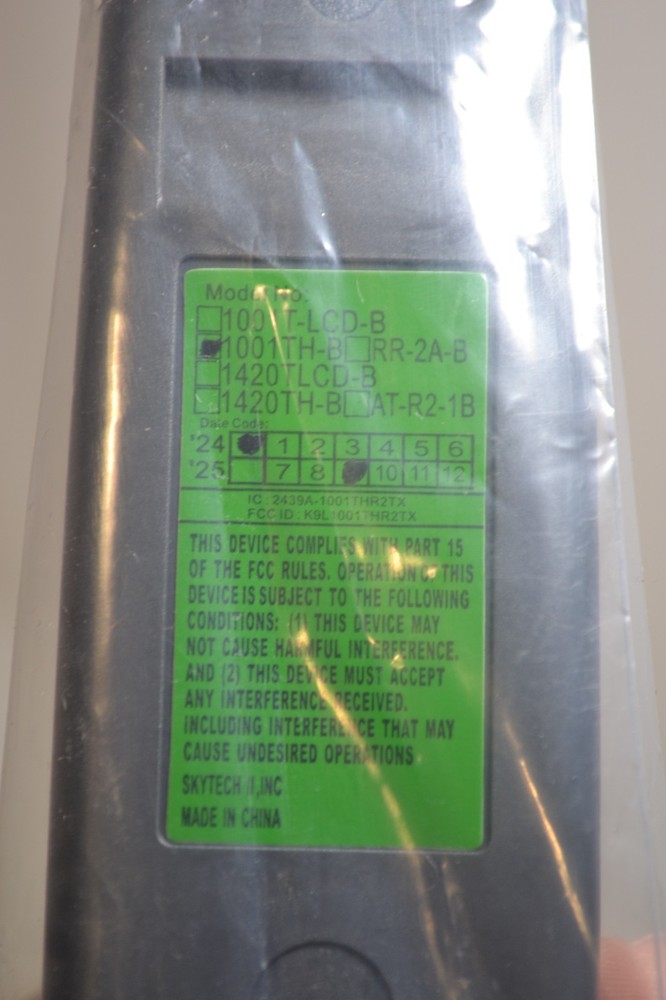 Model No:
1001T-LCD-B
1001TH-B RR-2A-B
1420TLCD-B
1420TH-B AT-R2-1B
Date Code:
'24 1 2 3 4 5 6
'25 7 8 10 11 12
IC : 2439A-1001THR2TX
FCC ID : K9L1001THR2TX
THIS DEVICE COMPLIES WITH PART 15
OF THE FCC RULES. OPERATION OF THIS
DEVICE IS SUBJECT TO THE FOLLOWING
CONDITIONS: (1) THIS DEVICE MAY
NOT CAUSE HARMFUL INTERFERENCE.
AND (2) THIS DEVICE MUST ACCEPT
ANY INTERFERENCE RECEIVED.
INCLUDING INTERFERENCE THAT MAY
CAUSE UNDESIRED OPERATIONS
SKYTECH II,INC
MADE IN CHINA